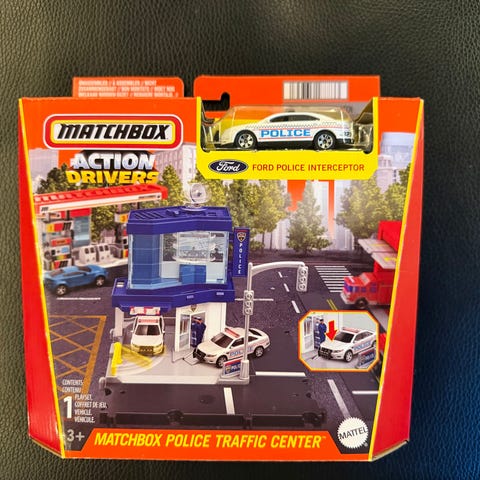 MATCHBOX
ACTION
DRIVERS
POLICE
Ford
FORD POLICE INTERCEPTOR
POLICE
POLICE
CONTENTS
CONTENU
1
PLAYSET,
COFFRET DE JEU,
VEHICLE.
VÉHICULE.
3+
MATCHBOX POLICE TRAFFIC CENTER™
MATTEL